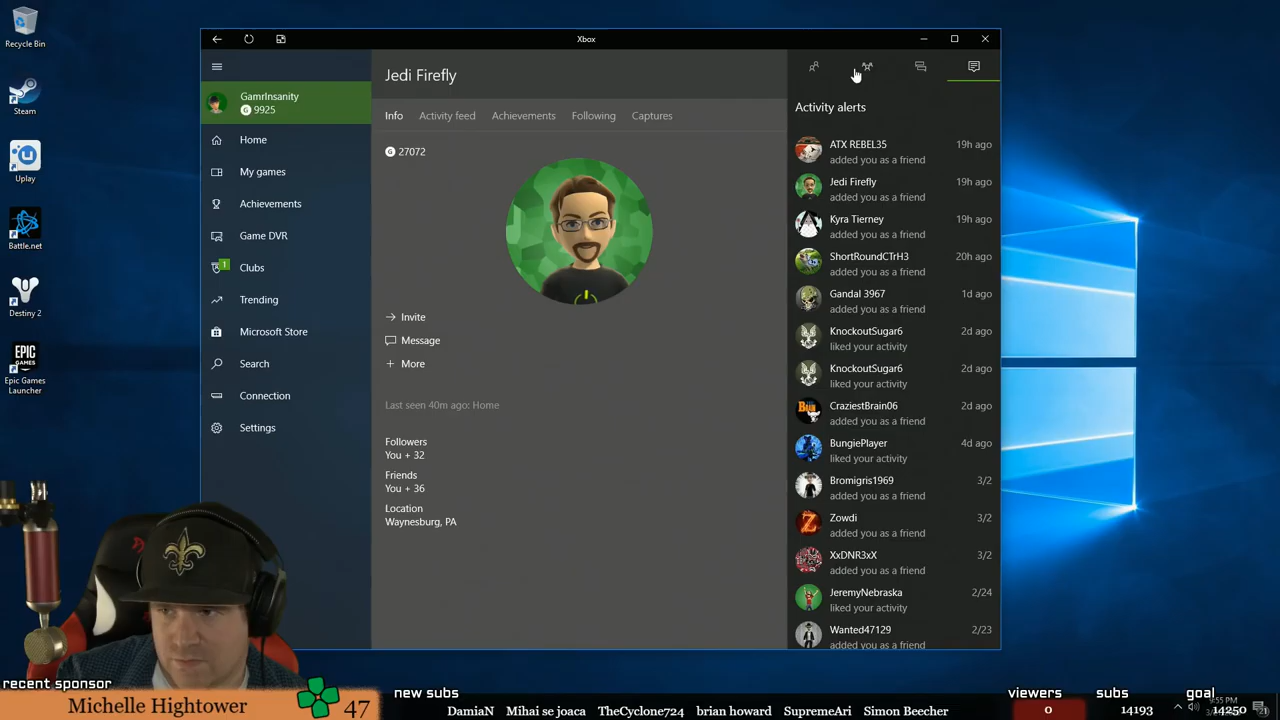 Recycle Bin
Steam
Uplay
Battle.net
Destiny 2
EPIC
GAMES
Epic Games
Launcher
Xbox
GamrInsanity
G 9925
Home
My games
Achievements
Game DVR
1
Clubs
Trending
Microsoft Store
Search
Connection
Settings
Jedi Firefly
Info Activity feed Achievements Following Captures
G 27072
Invite
Message
More
Last seen 40m ago: Home
Followers
You + 32
Friends
You + 36
Location
Waynesburg, PA
Activity alerts
ATX REBEL35 19h ago
added you as a friend
Jedi Firefly 19h ago
added you as a friend
Kyra Tierney 19h ago
added you as a friend
ShortRoundCTrH3 20h ago
added you as a friend
Gandal 3967 1d ago
added you as a friend
KnockoutSugar6 2d ago
liked your activity
KnockoutSugar6 2d ago
liked your activity
CraziestBrain06 2d ago
added you as a friend
BungiePlayer 4d ago
liked your activity
Bromigris1969 3/2
added you as a friend
Zowdi 3/2
added you as a friend
XxDNR3xX 3/2
added you as a friend
JeremyNebraska 2/24
liked your activity
Wanted47129 2/23
added you as a friend
recent sponsor
Michelle Hightower 47
new subs
DamiaN Mihai se joaca TheCyclone724 brian howard SupremeAri Simon Beecher
viewers subs goal
0 14193 14250
:55 PM